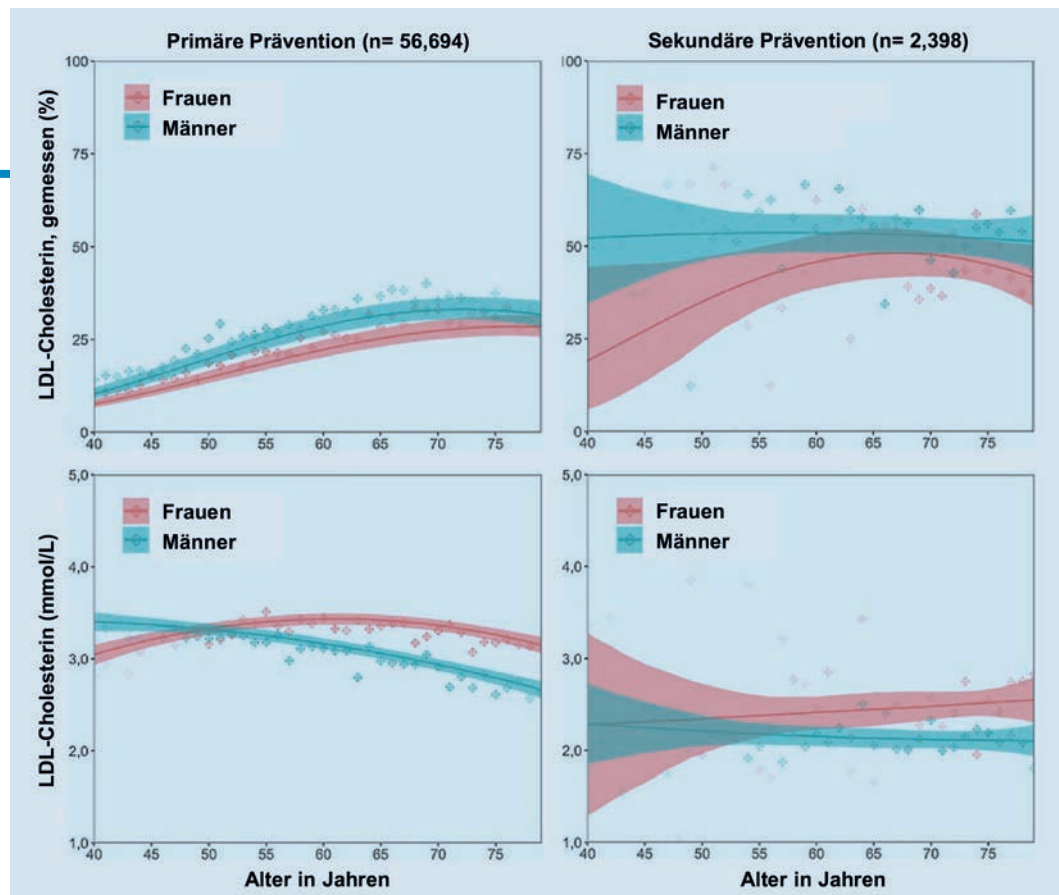 Primäre Prävention (n= 56,694)
Sekundäre Prävention (n= 2,398)
LDL-Cholesterin, gemessen (%)
100
75
50
25
0
Frauen
Männer
40 45 50 55 60 65 70 75
100
75
50
25
0
Frauen
Männer
40 45 50 55 60 65 70 75
LDL-Cholesterin (mmol/L)
5,0
4,0
3,0
2,0
1,0
Frauen
Männer
40 45 50 55 60 65 70 75
Alter in Jahren
5,0
4,0
3,0
2,0
1,0
Frauen
Männer
40 45 50 55 60 65 70 75
Alter in Jahren